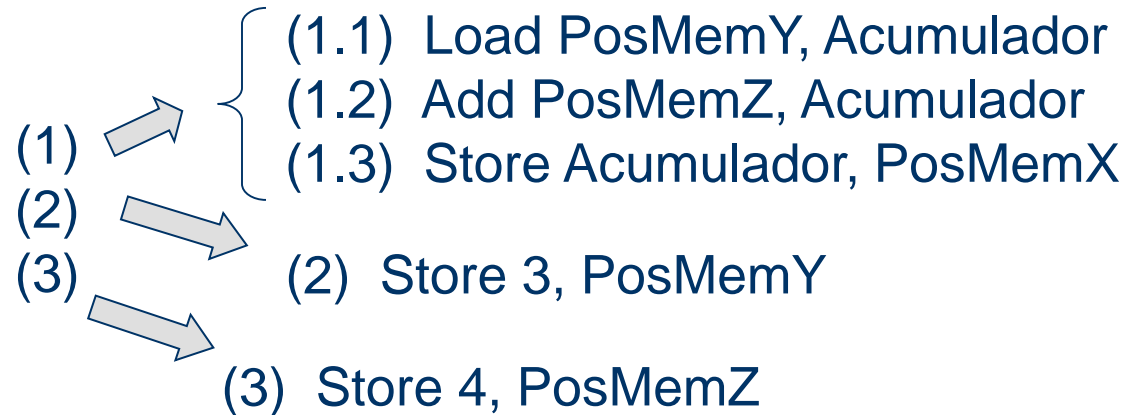 (1.1) Load PosMemY, Acumulador
(1.2) Add PosMemZ, Acumulador
(1)
(1.3) Store Acumulador, PosMemX
(2)
(3)
(2) Store 3, PosMemY
(3) Store 4, PosMemZ